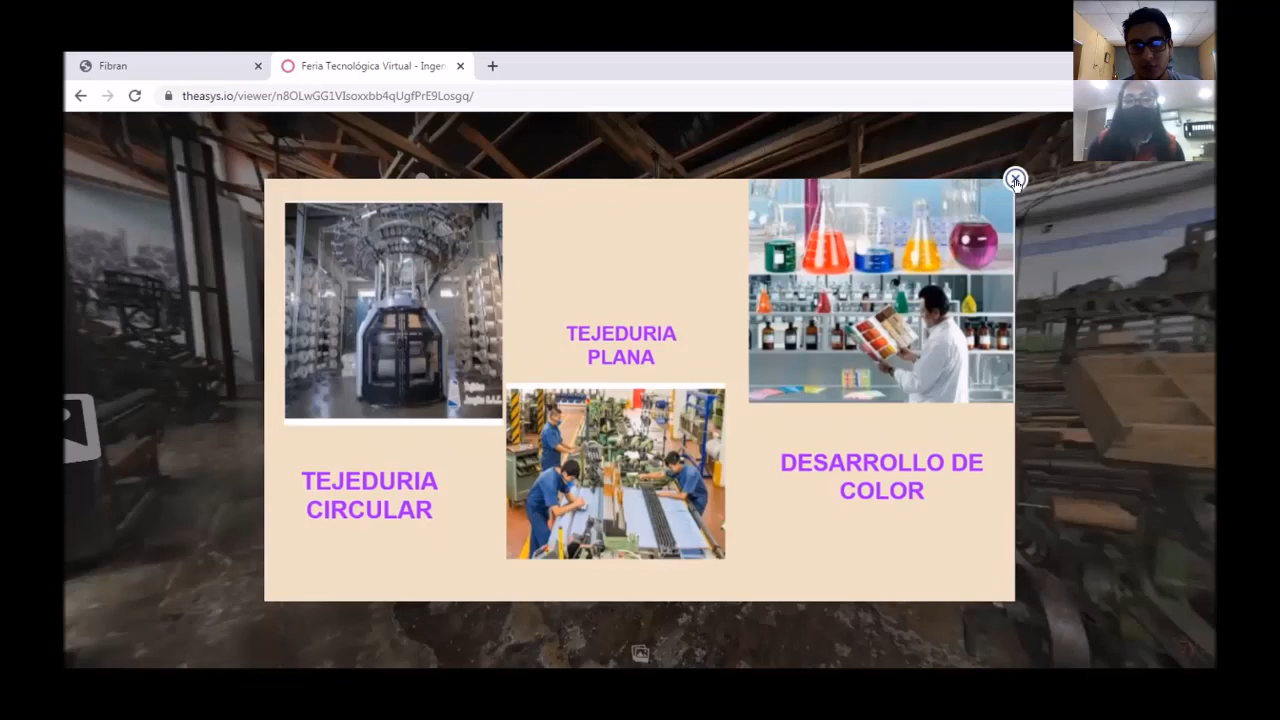 Fibran
Feria Tecnológica Virtual - Ingen
theasys.io/viewer/n8OLwGG1VIsoxxbb4qUgfPrE9Losgq/
TEJEDURIA
PLANA
TEJEDURIA
CIRCULAR
DESARROLLO DE
COLOR